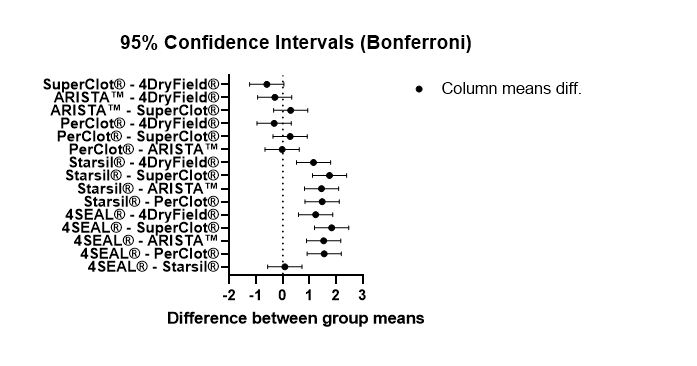 95% Confidence Intervals (Bonferroni)
SuperClot® - 4DryField®
ARISTA™ - 4DryField®
ARISTA™ - SuperClot®
PerClot® - 4DryField®
PerClot® - SuperClot®
PerClot® - ARISTA™
Starsil® - 4DryField®
Starsil® - SuperClot®
Starsil® - ARISTA™
Starsil® - PerClot®
4SEAL® - 4DryField®
4SEAL® - SuperClot®
4SEAL® - ARISTA™
4SEAL® - PerClot®
4SEAL® - Starsil®
-2 -1 0 1 2 3
Difference between group means
Column means diff.